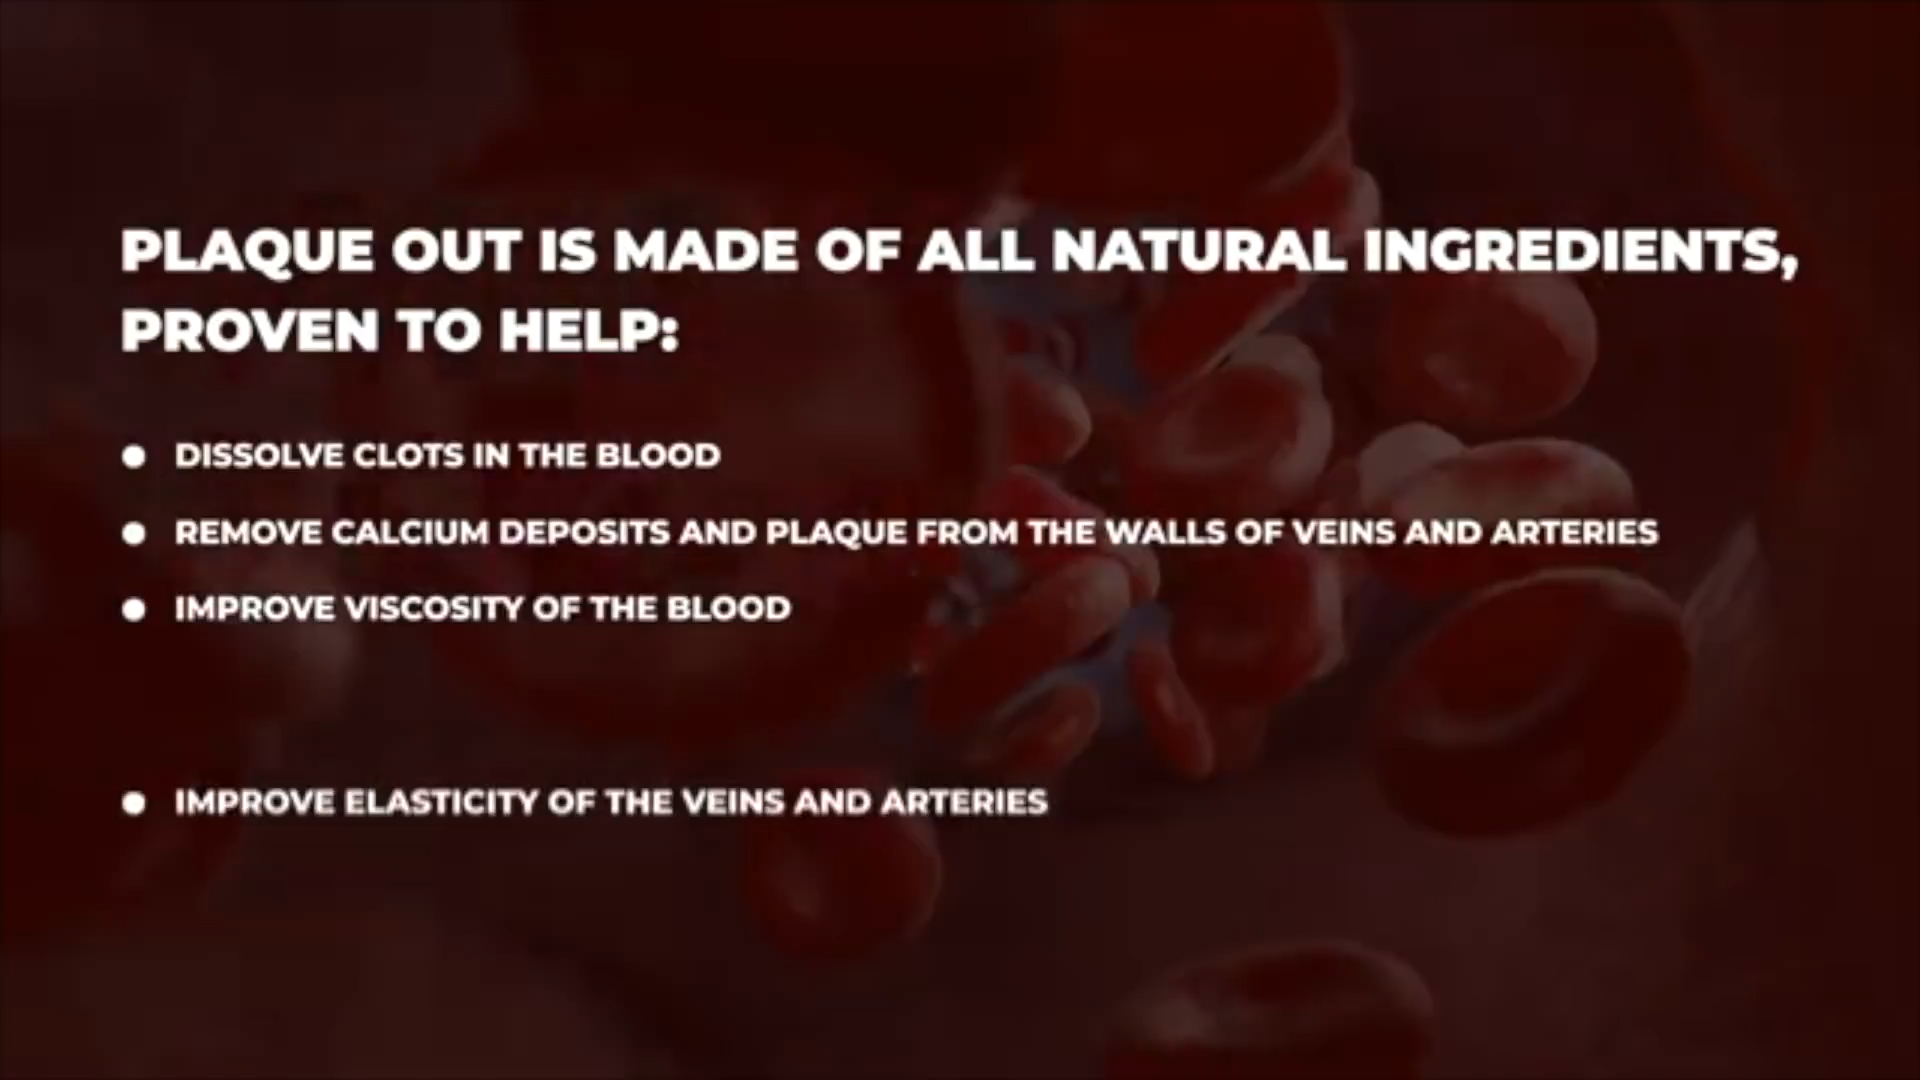 PLAQUE OUT IS MADE OF ALL NATURAL INGREDIENTS,
PROVEN TO HELP:
● DISSOLVE CLOTS IN THE BLOOD
● REMOVE CALCIUM DEPOSITS AND PLAQUE FROM THE WALLS OF VEINS AND ARTERIES
● IMPROVE VISCOSITY OF THE BLOOD
● IMPROVE ELASTICITY OF THE VEINS AND ARTERIES